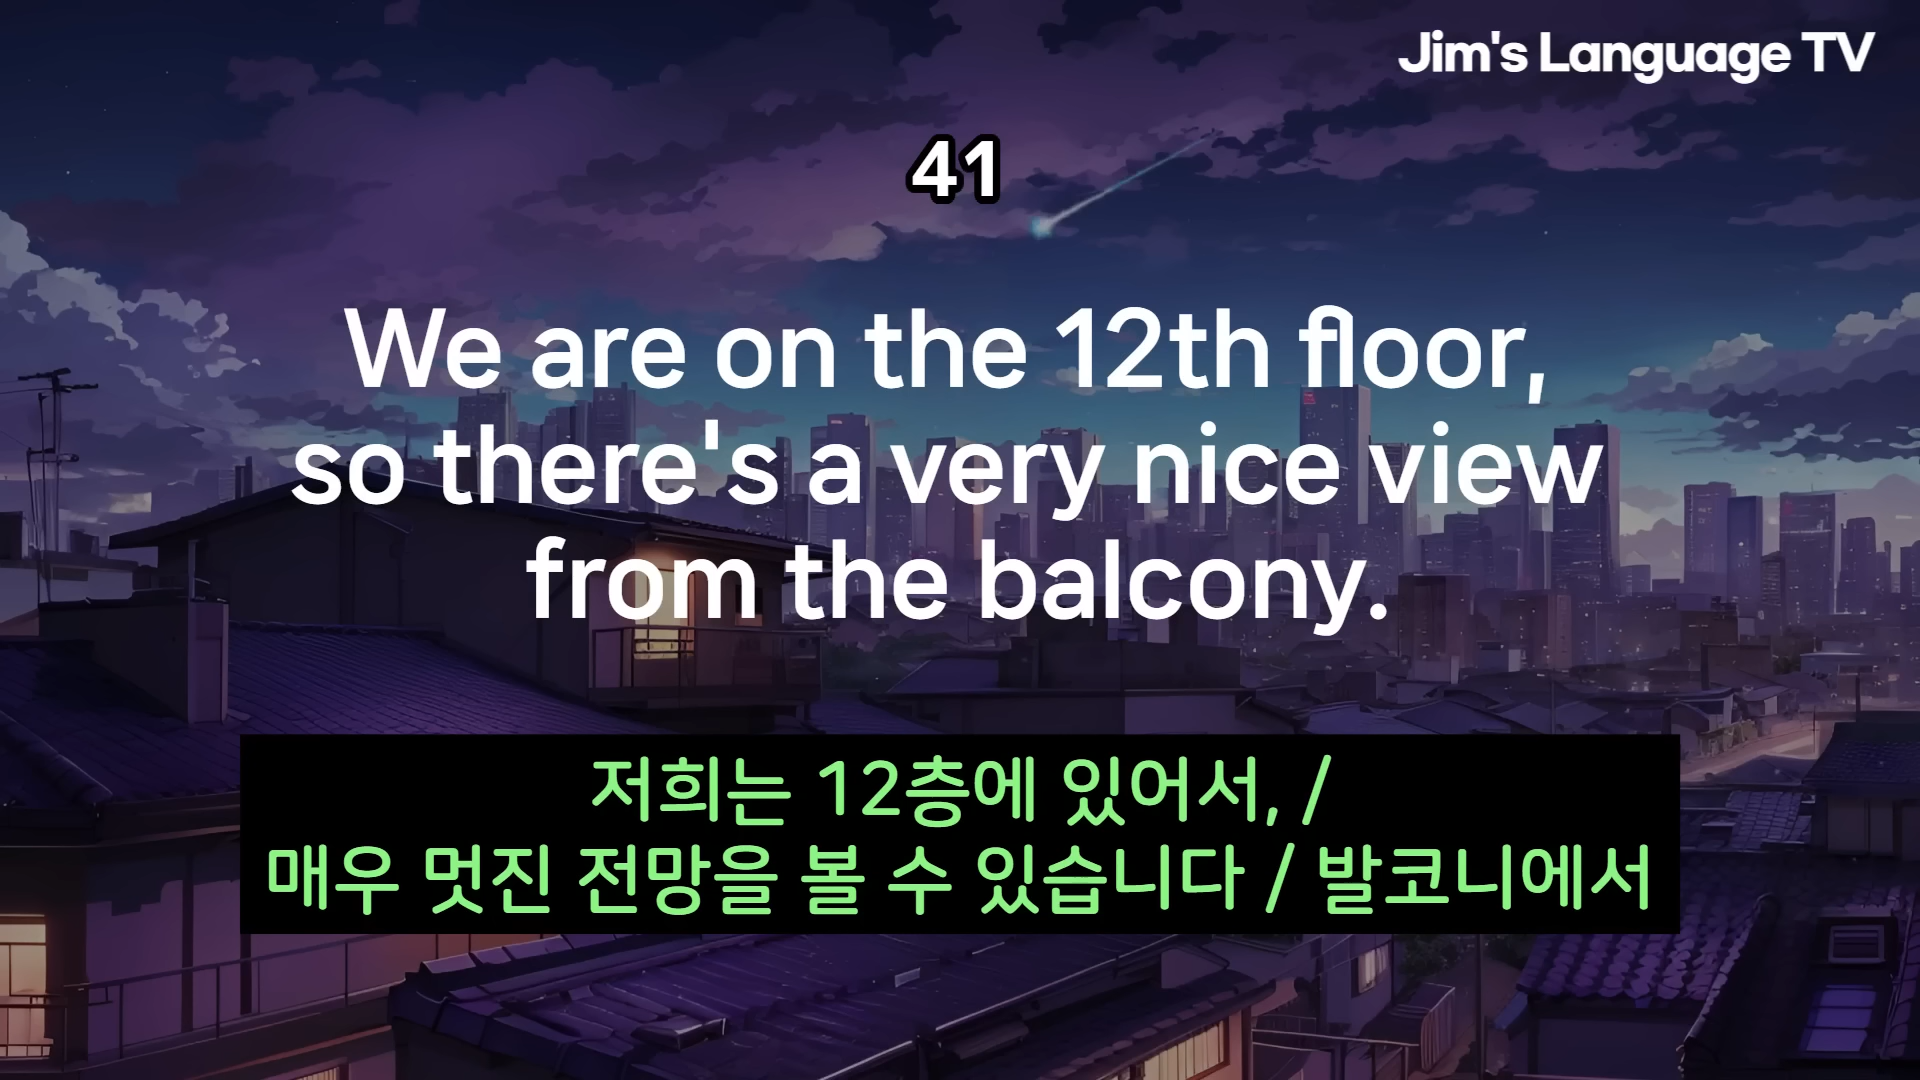 Jim's Language TV
41
We are on the 12th floor,
so there's a very nice view
from the balcony.
저희는 12층에 있어서, /
매우 멋진 전망을 볼 수 있습니다 / 발코니에서